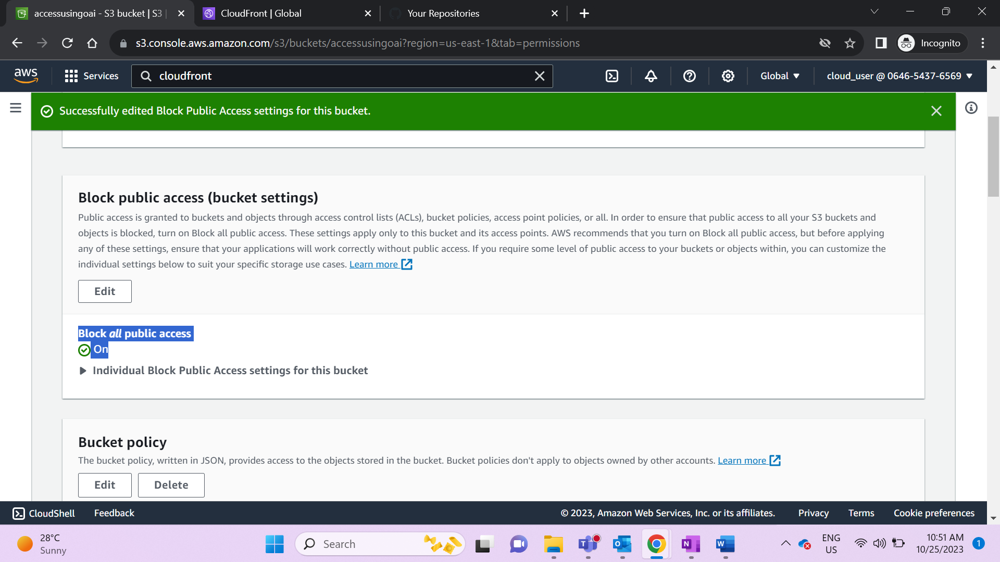 accessusingoai - S3 bucket | S3 |
CloudFront | Global
Your Repositories
s3.console.aws.amazon.com/s3/buckets/accessusingoai?region=us-east-1&tab=permissions
Incognito
aws
Services
cloudfront
Global
cloud_user @ 0646-5437-6569
Successfully edited Block Public Access settings for this bucket.
Block public access (bucket settings)
Public access is granted to buckets and objects through access control lists (ACLs), bucket policies, access point policies, or all. In order to ensure that public access to all your S3 buckets and
objects is blocked, turn on Block all public access. These settings apply only to this bucket and its access points. AWS recommends that you turn on Block all public access, but before applying
any of these settings, ensure that your applications will work correctly without public access. If you require some level of public access to your buckets or objects within, you can customize the
individual settings below to suit your specific storage use cases. Learn more
Edit
Block all public access
On
Individual Block Public Access settings for this bucket
Bucket policy
The bucket policy, written in JSON, provides access to the objects stored in the bucket. Bucket policies don't apply to objects owned by other accounts. Learn more
Edit
Delete
CloudShell
Feedback
© 2023, Amazon Web Services, Inc. or its affiliates.
Privacy
Terms
Cookie preferences
28°C
Sunny
Search
ENG
US
10:51 AM
10/25/2023
1